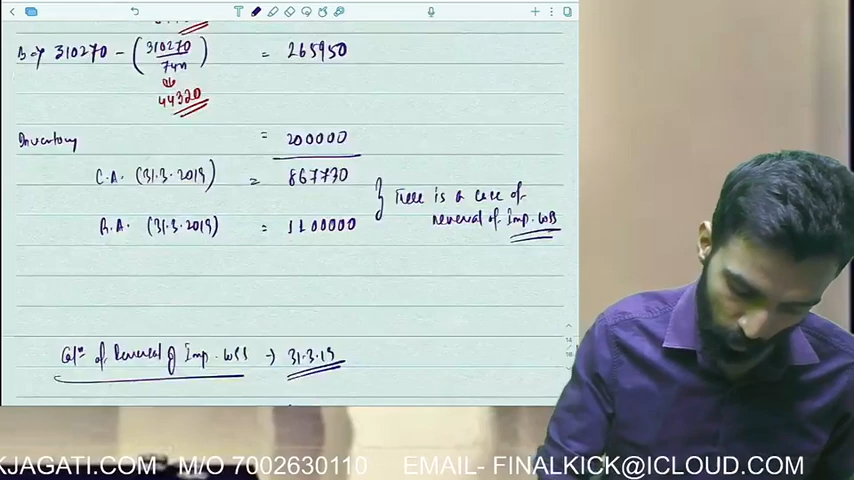 B => 310270 - (310270 / 7yrs) = 265950
44320
Inventory = 200000
C.A. (31.3.2019) = 867730
R.A. (31.3.2019) = 1100000
} There is a case of
reversal of Imp. loss
Caln of Reversal of Imp. loss → 31.3.19
KJAGATI.COM M/O 7002630110 EMAIL- FINALKICK@ICLOUD.COM